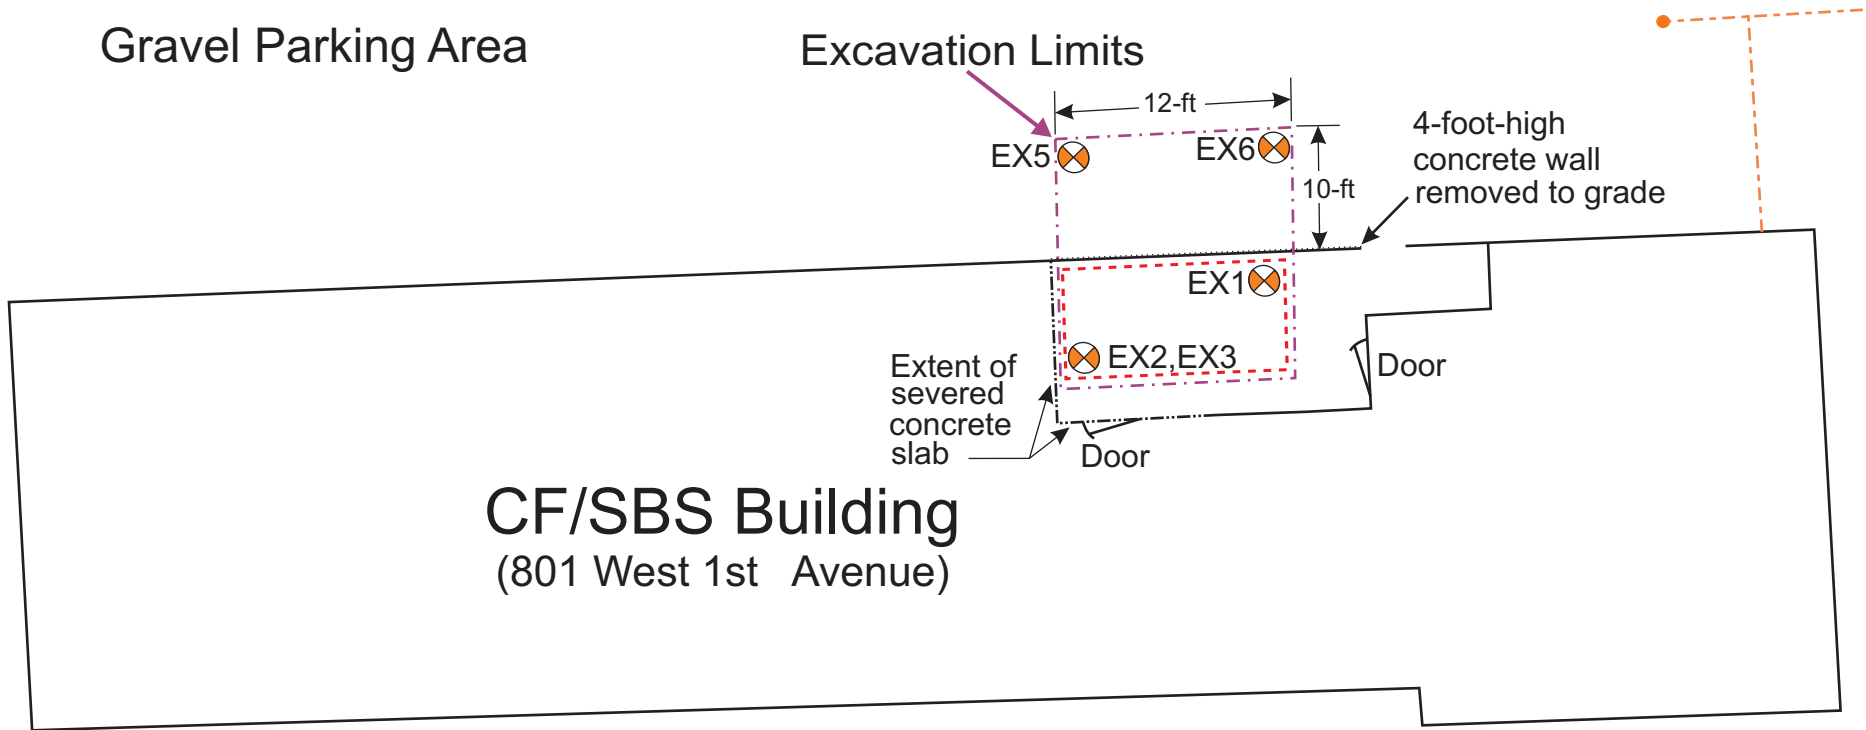 Gravel Parking Area
Excavation Limits
12-ft
4-foot-high
concrete wall
removed to grade
EX5
EX6
10-ft
EX1
EX2,EX3
Extent of
severed
concrete
slab
Door
Door
CF/SBS Building
(801 West 1st Avenue)